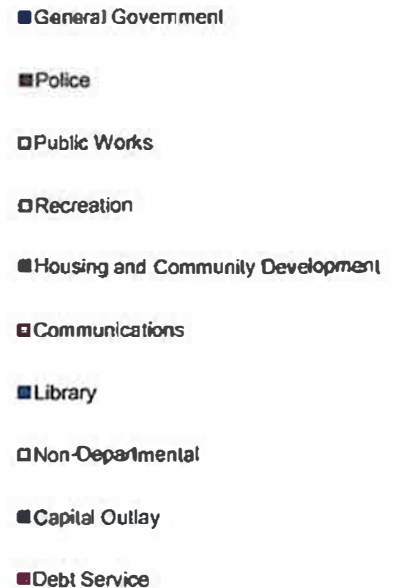 General Government
Police
Public Works
Recreation
Housing and Community Development
Communications
Library
Non-Departmental
Capital Outlay
Debt Service